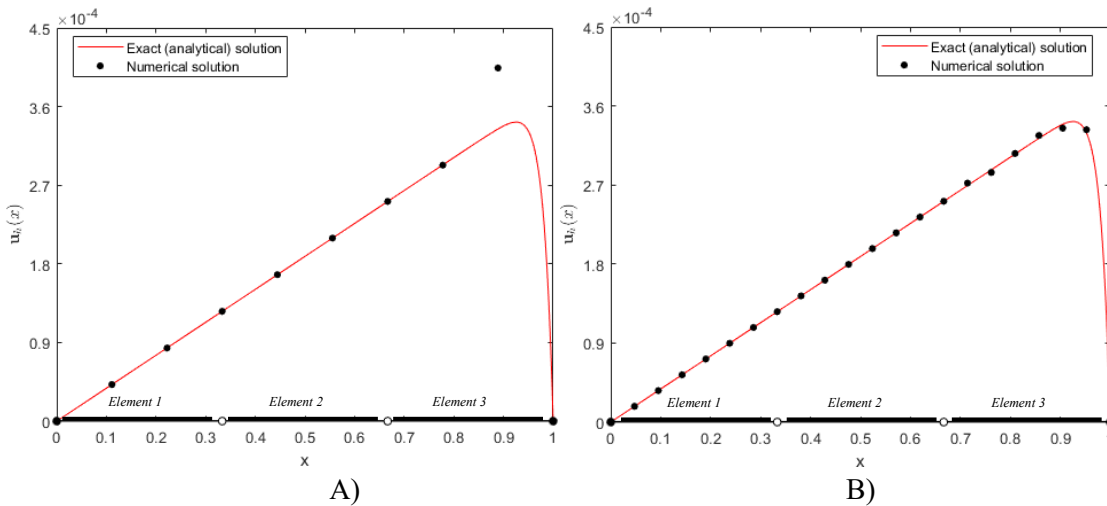 ×10⁻⁴
4.5
Exact (analytical) solution
Numerical solution
3.6
2.7
1.8
0.9
0
u_h(x)
Element 1 Element 2 Element 3
0 0.1 0.2 0.3 0.4 0.5 0.6 0.7 0.8 0.9 1
x
A)
×10⁻⁴
4.5
Exact (analytical) solution
Numerical solution
3.6
2.7
1.8
0.9
0
u_h(x)
Element 1 Element 2 Element 3
0 0.1 0.2 0.3 0.4 0.5 0.6 0.7 0.8 0.9 1
x
B)